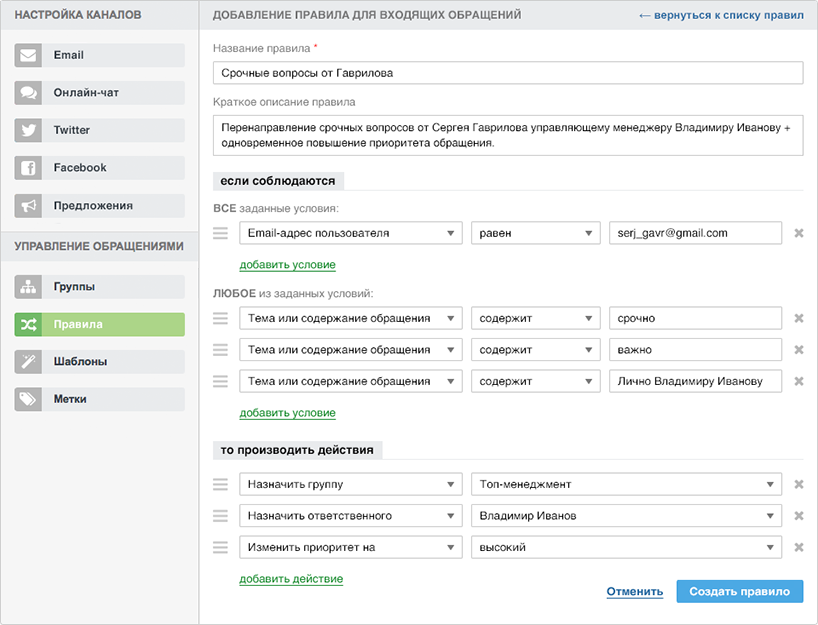 НАСТРОЙКА КАНАЛОВ
Email
Онлайн-чат
Twitter
Facebook
Предложения
УПРАВЛЕНИЕ ОБРАЩЕНИЯМИ
Группы
Правила
Шаблоны
Метки
ДОБАВЛЕНИЕ ПРАВИЛА ДЛЯ ВХОДЯЩИХ ОБРАЩЕНИЙ
← вернуться к списку правил
Название правила *
Срочные вопросы от Гаврилова
Краткое описание правила
Перенаправление срочных вопросов от Сергея Гаврилова управляющему менеджеру Владимиру Иванову +
одновременное повышение приоритета обращения.
если соблюдаются
ВСЕ заданные условия:
Email-адрес пользователя равен serj_gavr@gmail.com
добавить условие
ЛЮБОЕ из заданных условий:
Тема или содержание обращения содержит срочно
Тема или содержание обращения содержит важно
Тема или содержание обращения содержит Лично Владимиру Иванову
добавить условие
то производить действия
Назначить группу Топ-менеджмент
Назначить ответственного Владимир Иванов
Изменить приоритет на высокий
добавить действие
Отменить Создать правило